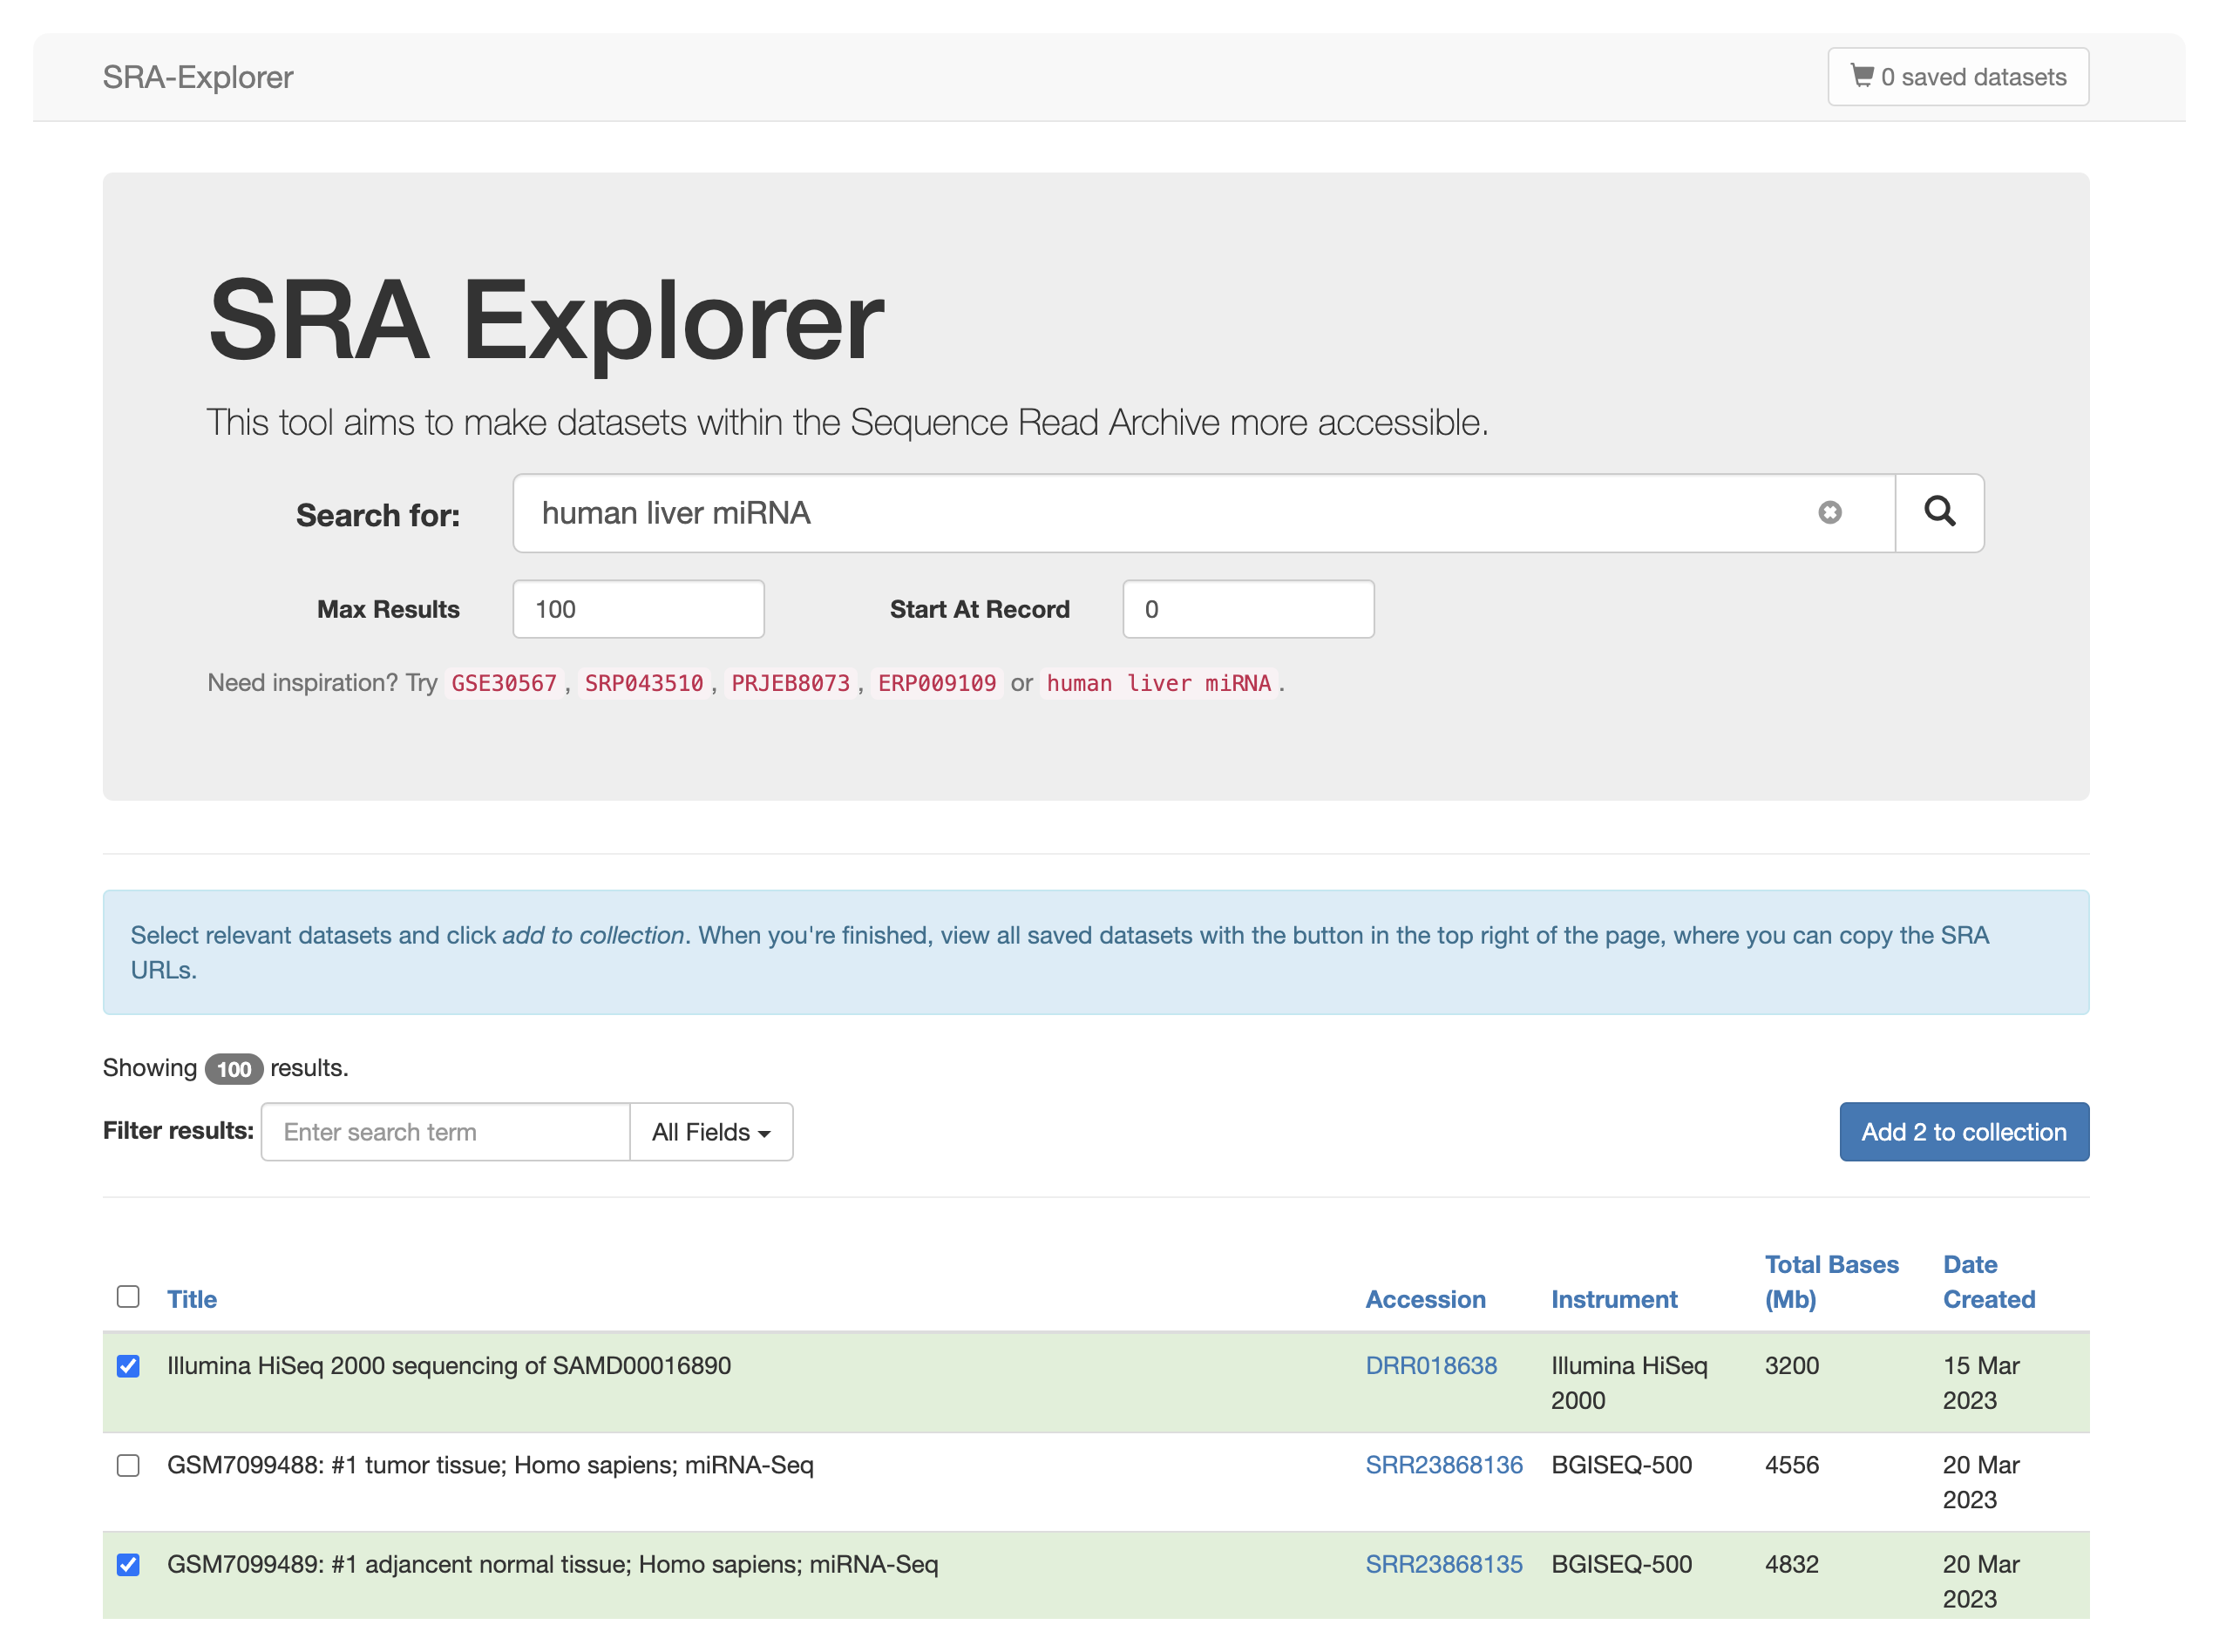 SRA-Explorer
0 saved datasets
SRA Explorer
This tool aims to make datasets within the Sequence Read Archive more accessible.
Search for:
human liver miRNA
Max Results
100
Start At Record
0
Need inspiration? Try GSE30567, SRP043510, PRJEB8073, ERP009109 or human liver miRNA.
Select relevant datasets and click add to collection. When you're finished, view all saved datasets with the button in the top right of the page, where you can copy the SRA
URLs.
Showing 100 results.
Filter results:
Enter search term
All Fields
Add 2 to collection
Title
Accession
Instrument
Total Bases
(Mb)
Date
Created
Illumina HiSeq 2000 sequencing of SAMD00016890
DRR018638
Illumina HiSeq
2000
3200
15 Mar
2023
GSM7099488: #1 tumor tissue; Homo sapiens; miRNA-Seq
SRR23868136
BGISEQ-500
4556
20 Mar
2023
GSM7099489: #1 adjancent normal tissue; Homo sapiens; miRNA-Seq
SRR23868135
BGISEQ-500
4832
20 Mar
2023